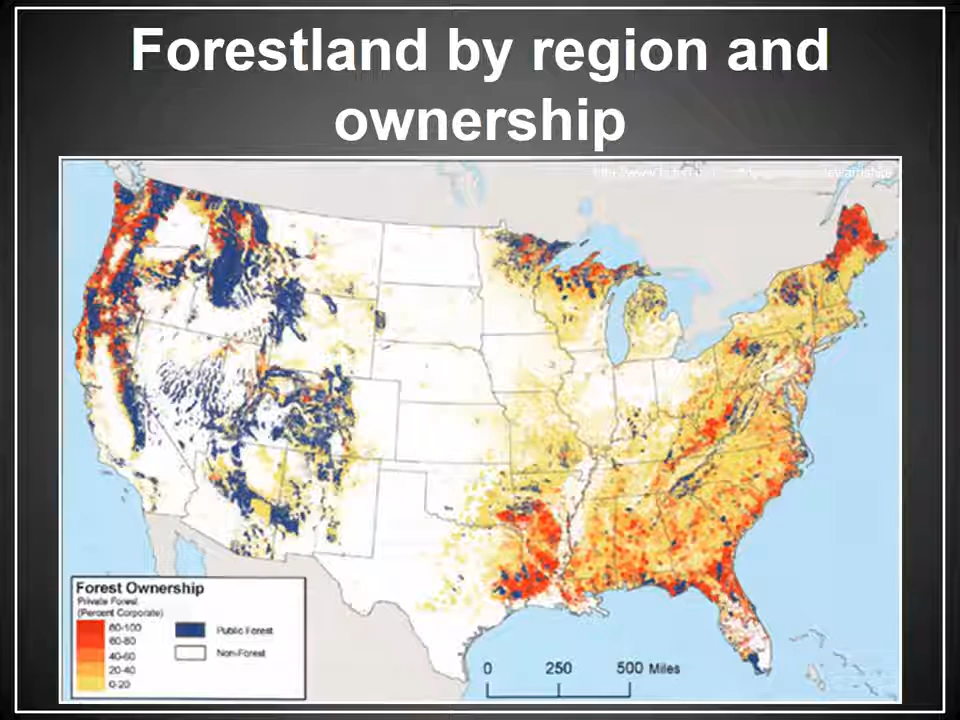 Forestland by region and
ownership
Forest Ownership
Private Forest
(Percent Corporate)
80-100
60-80
40-60
20-40
0-20
Public Forest
Non-Forest
0 250 500 Miles